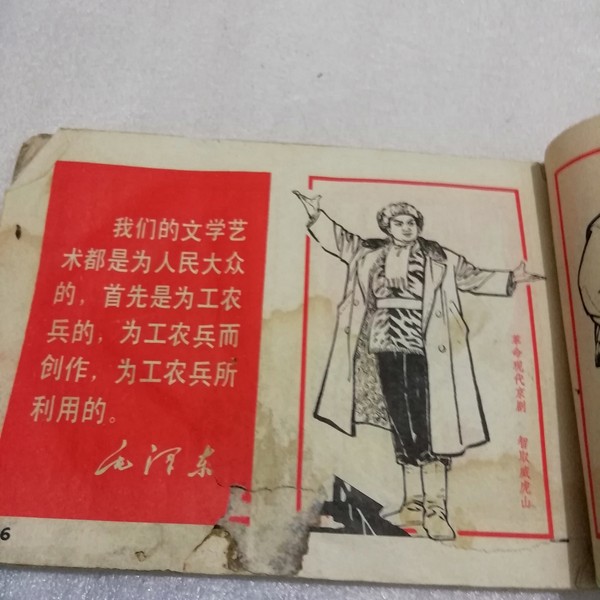 我们的文学艺
术都是为人民大众
的，首先是为工农
兵的，为工农兵而
创作，为工农兵所
利用的。
毛泽东
革命现代京剧 智取威虎山
6